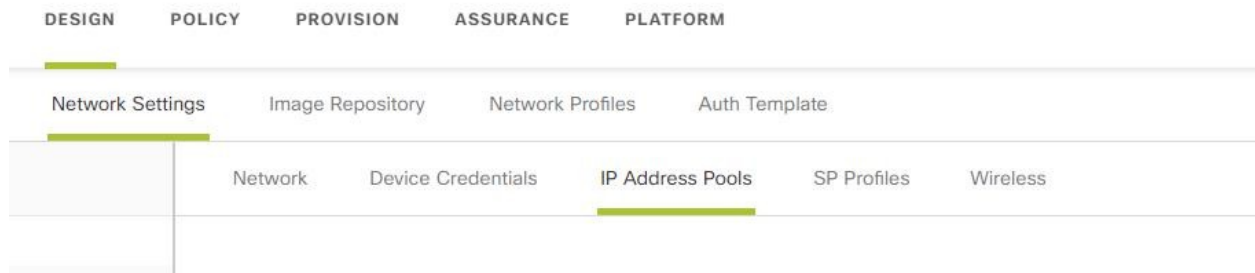 DESIGN POLICY PROVISION ASSURANCE PLATFORM
Network Settings Image Repository Network Profiles Auth Template
Network Device Credentials IP Address Pools SP Profiles Wireless